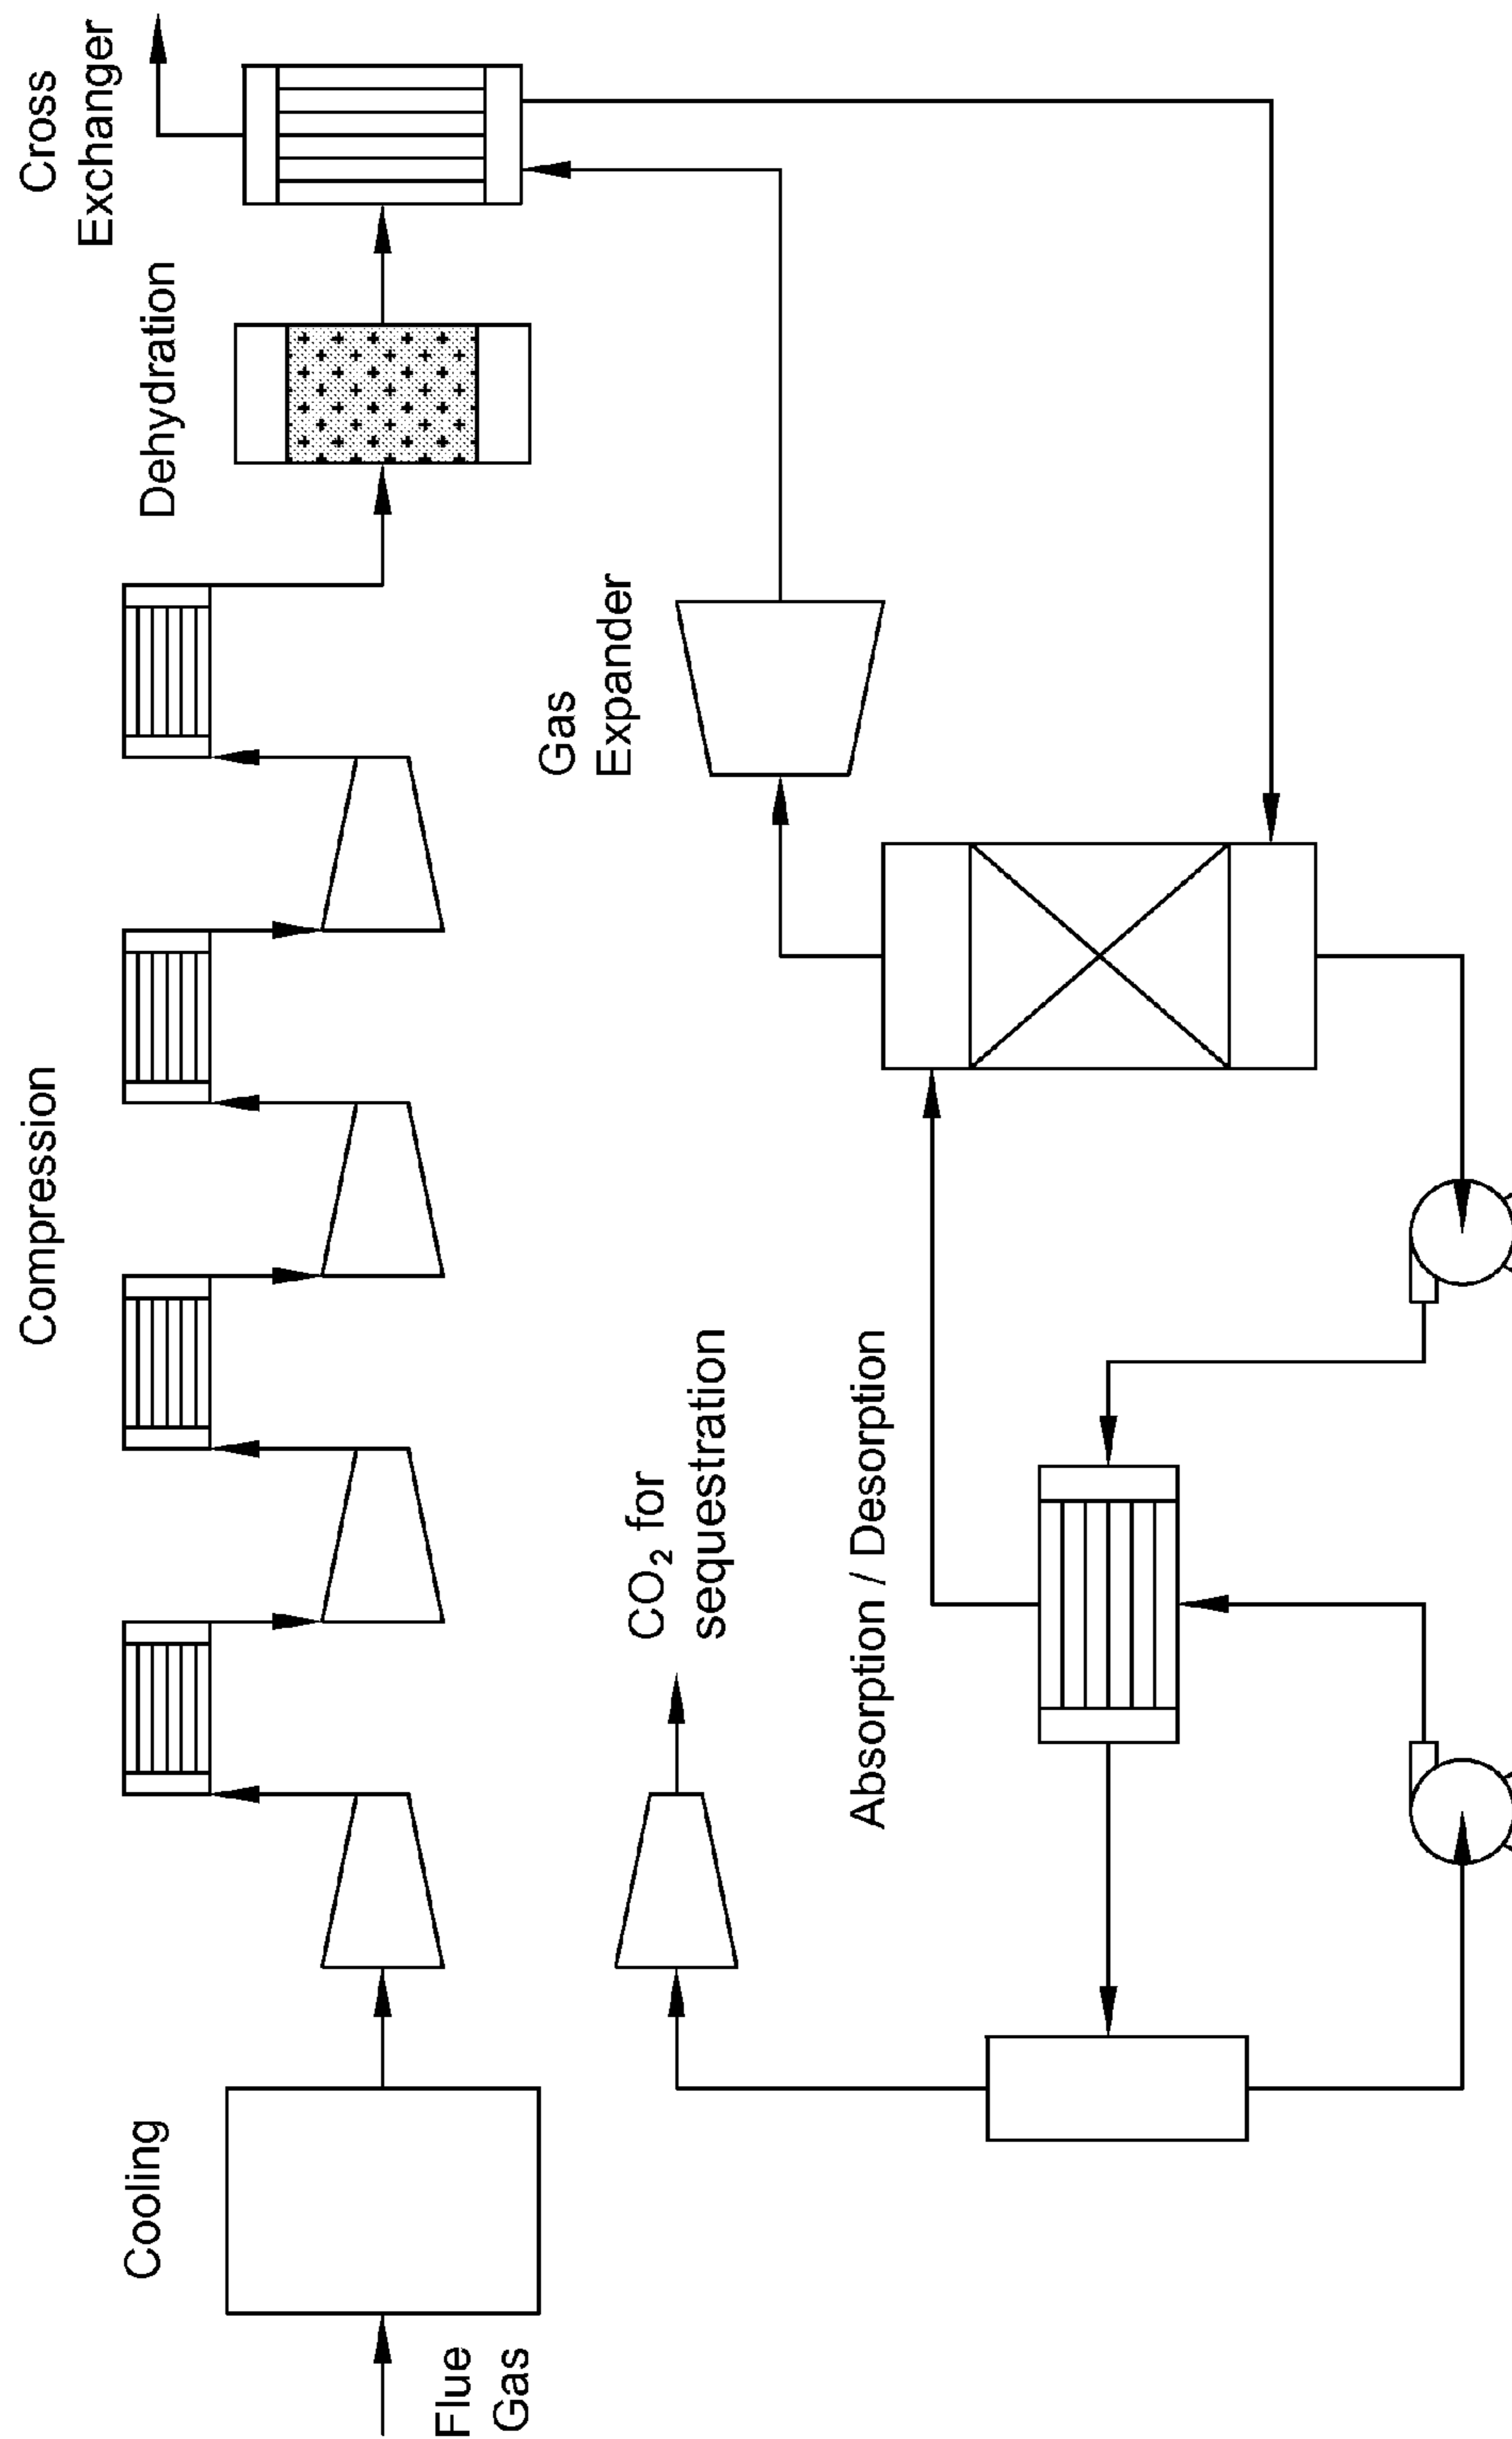 Flue
Gas
Cooling
Compression
Dehydration
Cross
Exchanger
CO₂ for
sequestration
Gas
Expander
Absorption / Desorption